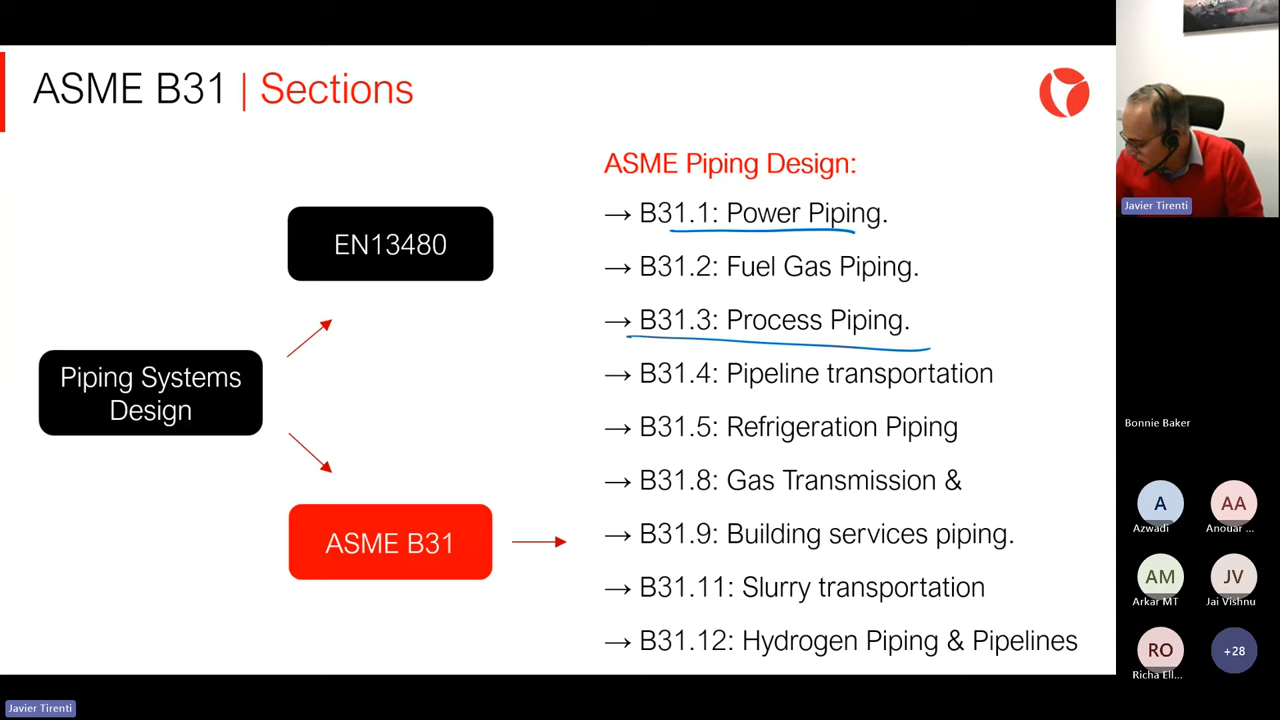 ASME B31 | Sections
ASME Piping Design:
→ B31.1: Power Piping.
→ B31.2: Fuel Gas Piping.
→ B31.3: Process Piping.
→ B31.4: Pipeline transportation
→ B31.5: Refrigeration Piping
→ B31.8: Gas Transmission &
→ B31.9: Building services piping.
→ B31.11: Slurry transportation
→ B31.12: Hydrogen Piping & Pipelines
EN13480
Piping Systems
Design
ASME B31
Javier Tirenti
Bonnie Baker
A
AA
Azwadi
Anouar ...
AM
JV
Arkar MT
Jai Vishnu
RO
+28
Richa Ell...
Javier Tirenti